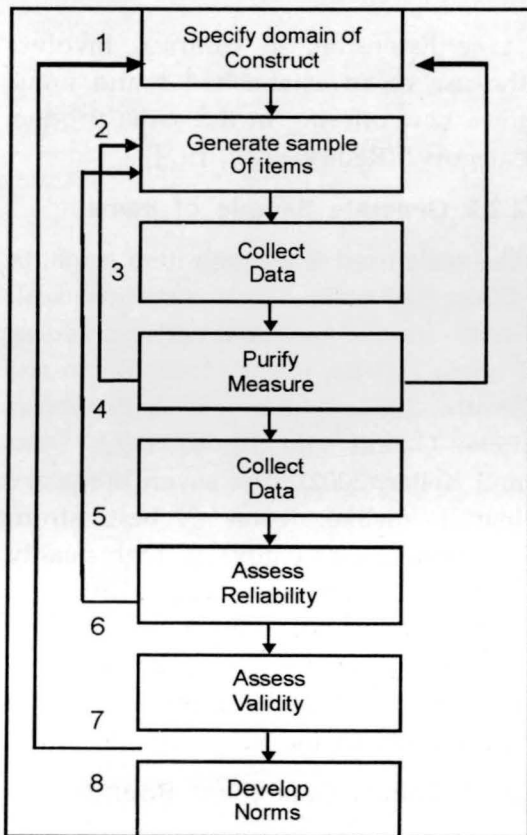 1
Specify domain of
Construct
2
Generate sample
Of items
3
Collect
Data
Purify
Measure
4
Collect
Data
5
Assess
Reliability
6
Assess
Validity
7
8
Develop
Norms